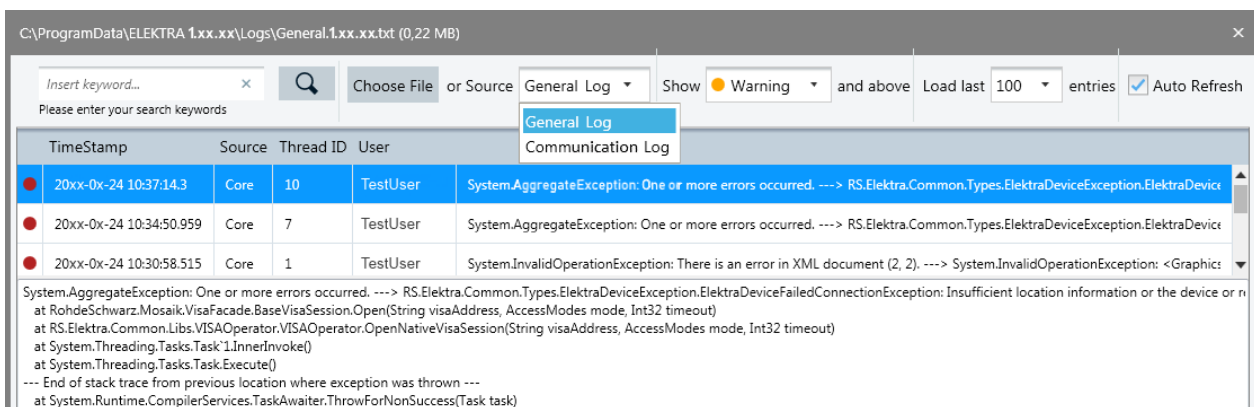 C:\ProgramData\ELEKTRA 1.xx.xx\Logs\General.1.xx.xx.txt (0,22 MB)
Insert keyword...
Please enter your search keywords
Choose File or Source General Log Show Warning and above Load last 100 entries Auto Refresh
General Log
Communication Log
TimeStamp Source Thread ID User
20xx-0x-24 10:37:14.3 Core 10 TestUser System.AggregateException: One or more errors occurred. ---> RS.Elektra.Common.Types.ElektraDeviceException.ElektraDevice
20xx-0x-24 10:34:50.959 Core 7 TestUser System.AggregateException: One or more errors occurred. ---> RS.Elektra.Common.Types.ElektraDeviceException.ElektraDevice
20xx-0x-24 10:30:58.515 Core 1 TestUser System.InvalidOperationException: There is an error in XML document (2, 2). ---> System.InvalidOperationException: <Graphics
System.AggregateException: One or more errors occurred. ---> RS.Elektra.Common.Types.ElektraDeviceException.ElektraDeviceFailedConnectionException: Insufficient location information or the device or
at RohdeSchwarz.Mosaik.VisaFacade.BaseVisaSession.Open(String visaAddress, AccessModes mode, Int32 timeout)
at RS.Elektra.Common.Libs.VISAOperator.VISAOperator.OpenNativeVisaSession(String visaAddress, AccessModes mode, Int32 timeout)
at System.Threading.Tasks.Task`1.InnerInvoke()
at System.Threading.Tasks.Task.Execute()
--- End of stack trace from previous location where exception was thrown ---
at System.Runtime.CompilerServices.TaskAwaiter.ThrowForNonSuccess(Task task)